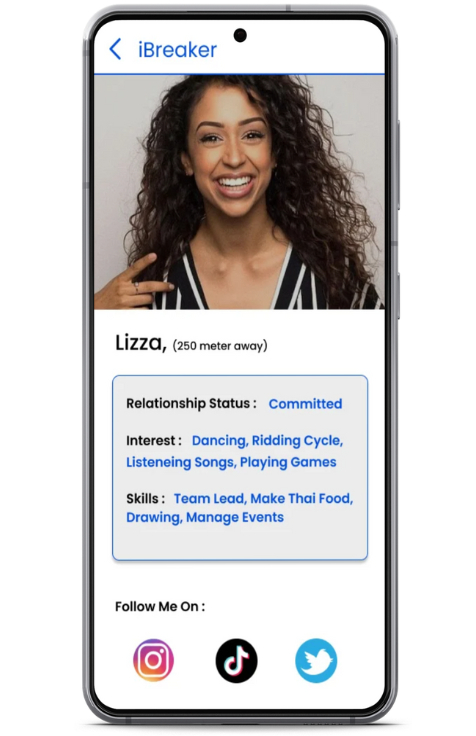 iBreaker
Lizza, (250 meter away)
Relationship Status : Committed
Interest : Dancing, Ridding Cycle,
Listeneing Songs, Playing Games
Skills : Team Lead, Make Thai Food,
Drawing, Manage Events
Follow Me On :